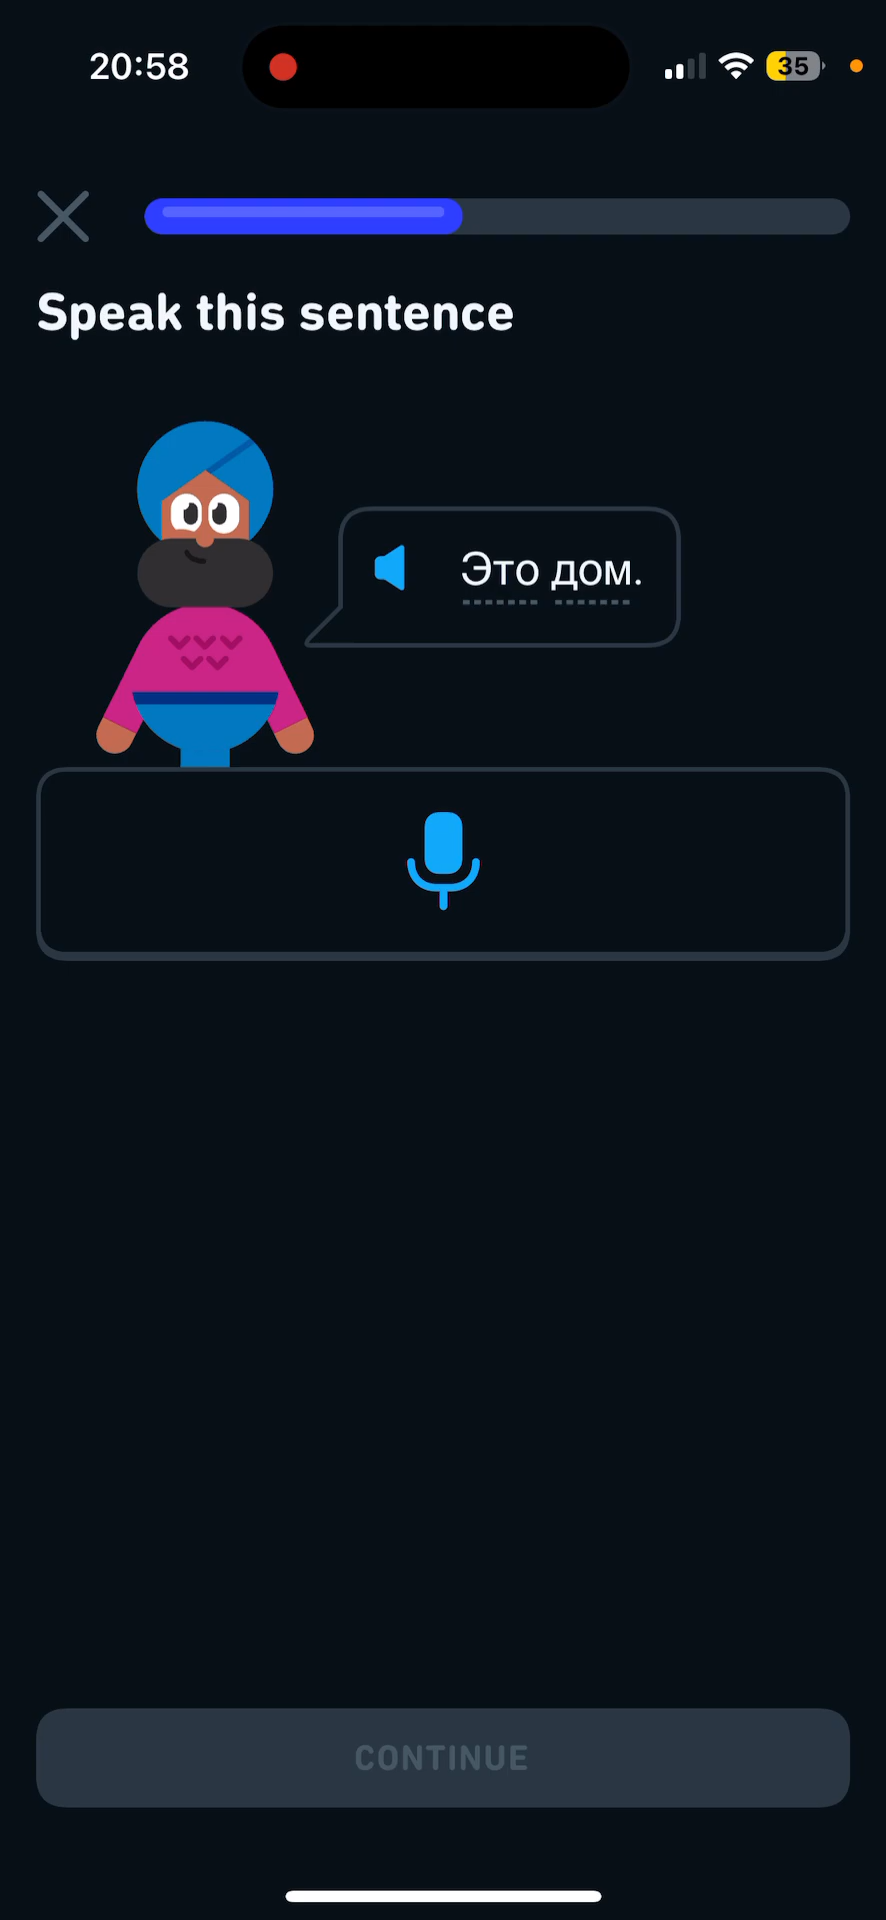 20:58
35
Speak this sentence
Это дом.
CONTINUE